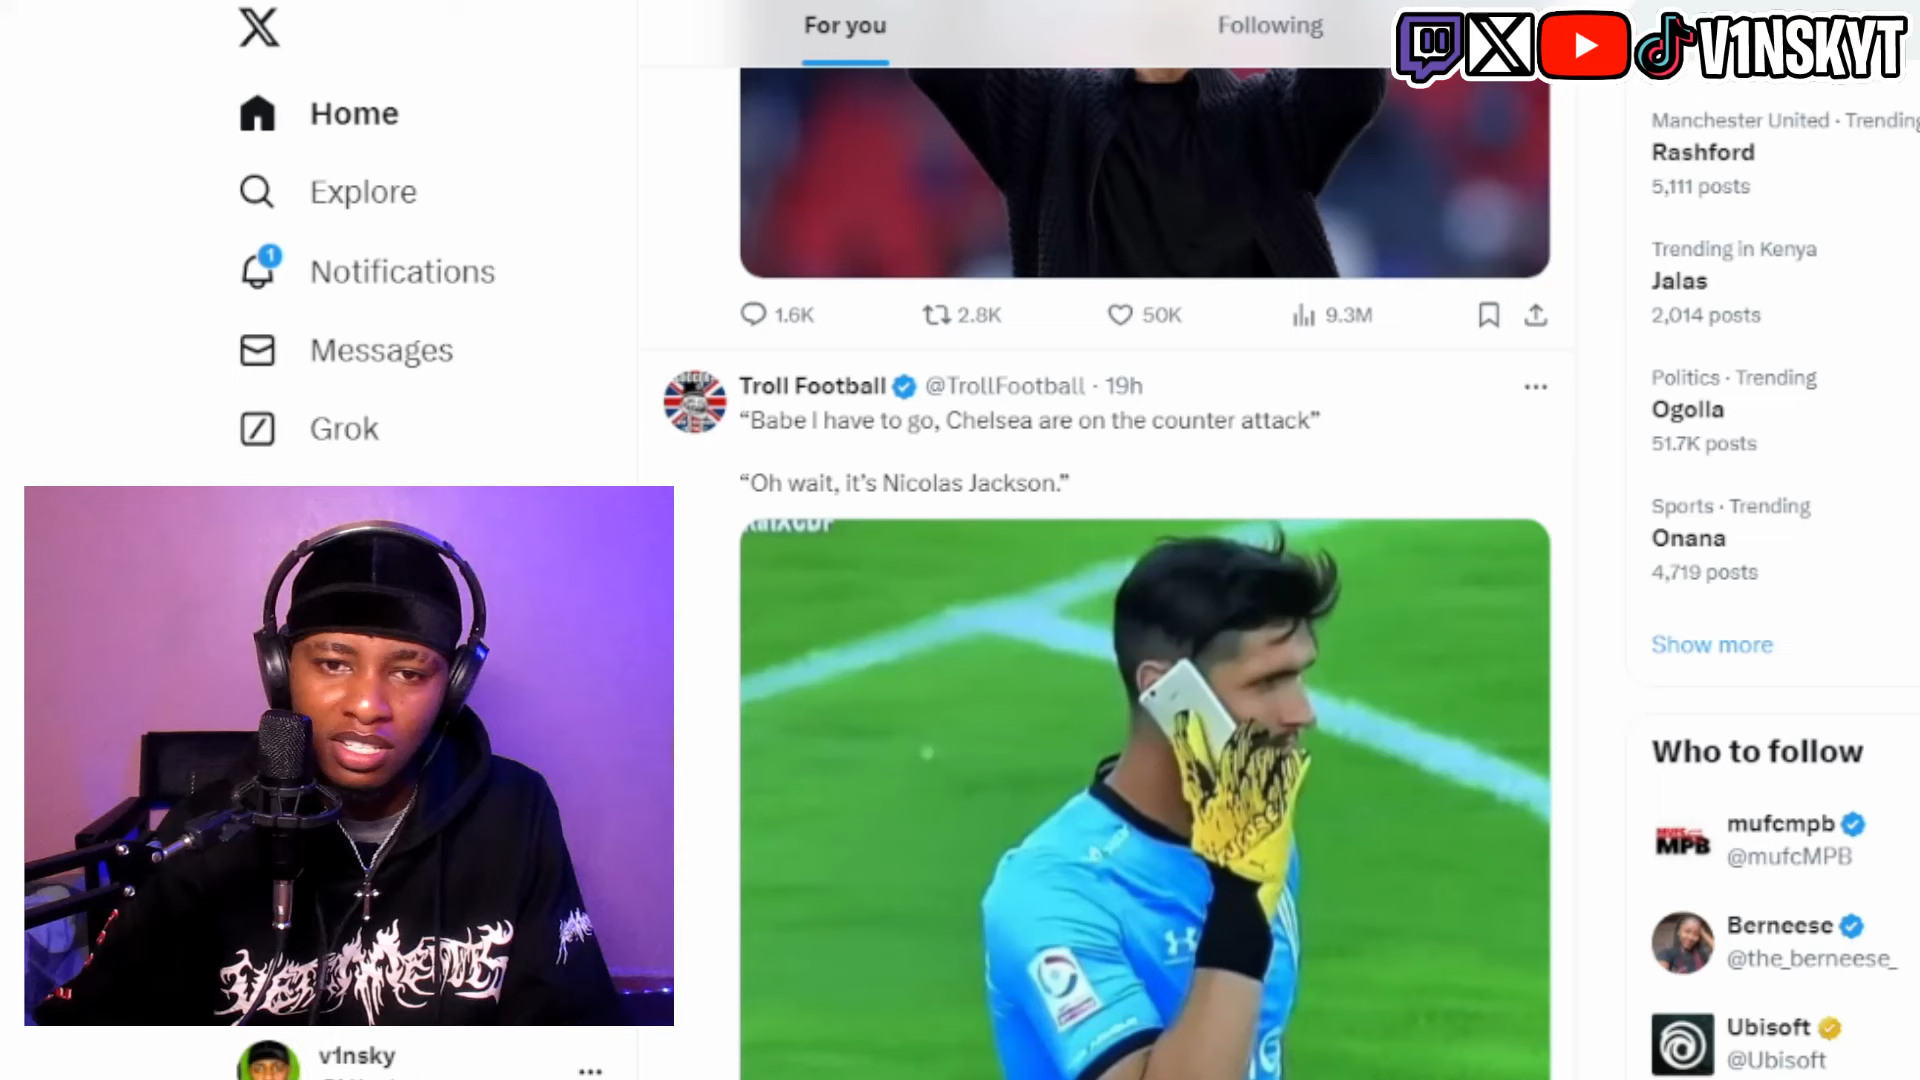 For you
Following
V1NSKYT
Home
Explore
Notifications
1
Messages
Grok
1.6K
2.8K
50K
9.3M
Troll Football @TrollFootball · 19h
“Babe I have to go, Chelsea are on the counter attack”
“Oh wait, it’s Nicolas Jackson.”
Manchester United · Trending
Rashford
5,111 posts
Trending in Kenya
Jalas
2,014 posts
Politics · Trending
Ogolla
51.7K posts
Sports · Trending
Onana
4,719 posts
Show more
Who to follow
mufcmpb
@mufcMPB
MPB
Berneese
@the_berneese_
Ubisoft
@Ubisoft
v1nsky